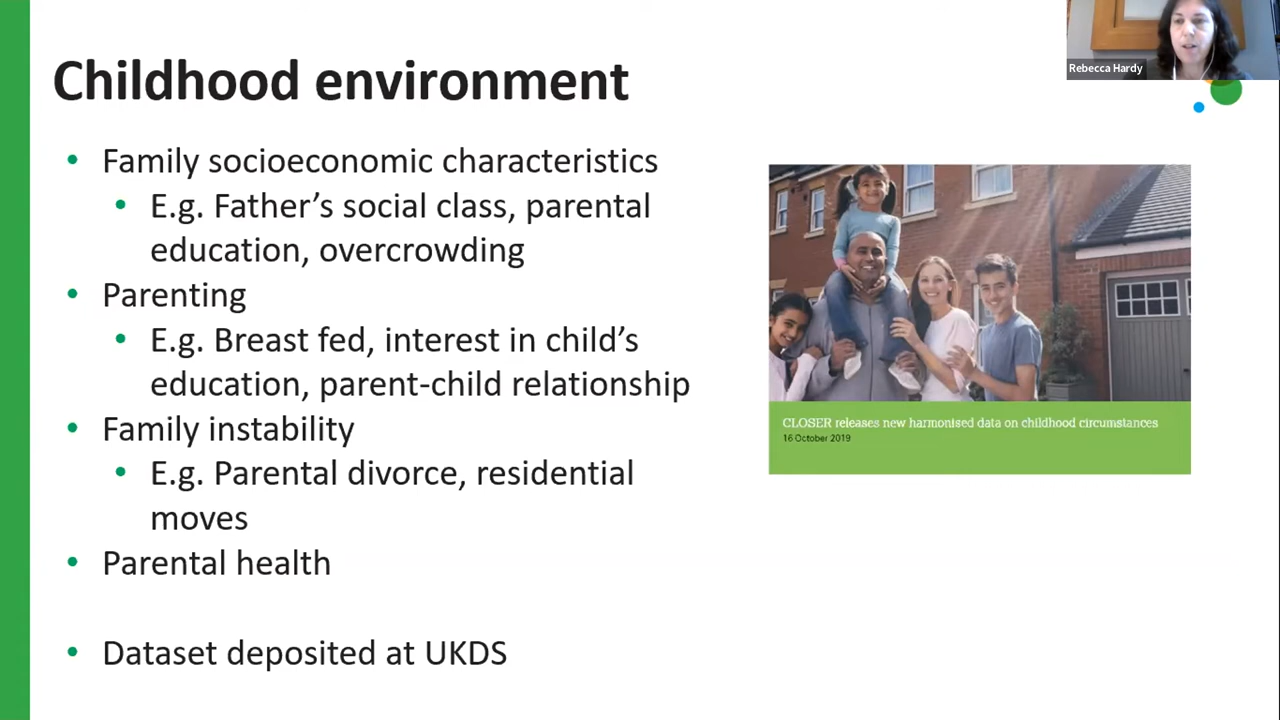 Rebecca Hardy
Childhood environment
• Family socioeconomic characteristics
• E.g. Father’s social class, parental
education, overcrowding
• Parenting
• E.g. Breast fed, interest in child’s
education, parent-child relationship
• Family instability
• E.g. Parental divorce, residential
moves
• Parental health
• Dataset deposited at UKDS
CLOSER releases new harmonised data on childhood circumstances
16 October 2019